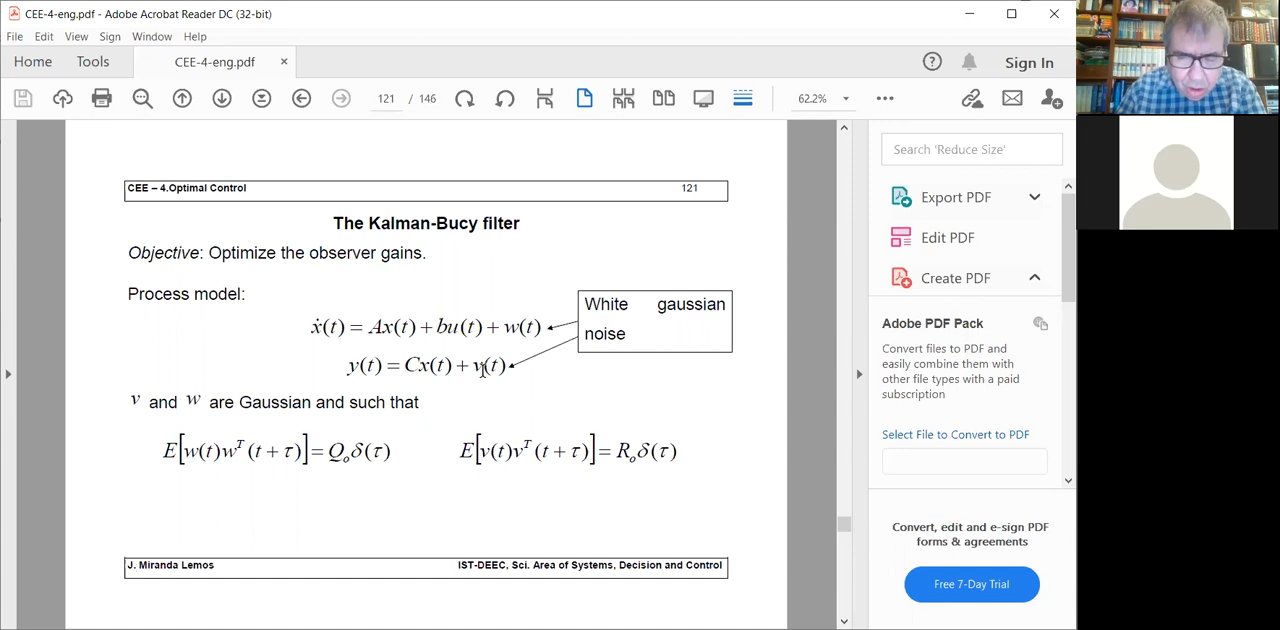 CEE-4-eng.pdf - Adobe Acrobat Reader DC (32-bit)
File Edit View Sign Window Help
Home Tools CEE-4-eng.pdf × Sign In
121 / 146 62.2%
CEE – 4.Optimal Control 121
The Kalman-Bucy filter
Objective: Optimize the observer gains.
Process model:
ẋ(t) = Ax(t) + bu(t) + w(t)
y(t) = Cx(t) + v(t)
White gaussian
noise
v and w are Gaussian and such that
E[w(t)wᵀ(t + τ)] = Qₒδ(τ) E[v(t)vᵀ(t + τ)] = Rₒδ(τ)
J. Miranda Lemos IST-DEEC, Sci. Area of Systems, Decision and Control
Search 'Reduce Size'
Export PDF
Edit PDF
Create PDF
Adobe PDF Pack
Convert files to PDF and
easily combine them with
other file types with a paid
subscription
Select File to Convert to PDF
Convert, edit and e-sign PDF
forms & agreements
Free 7-Day Trial